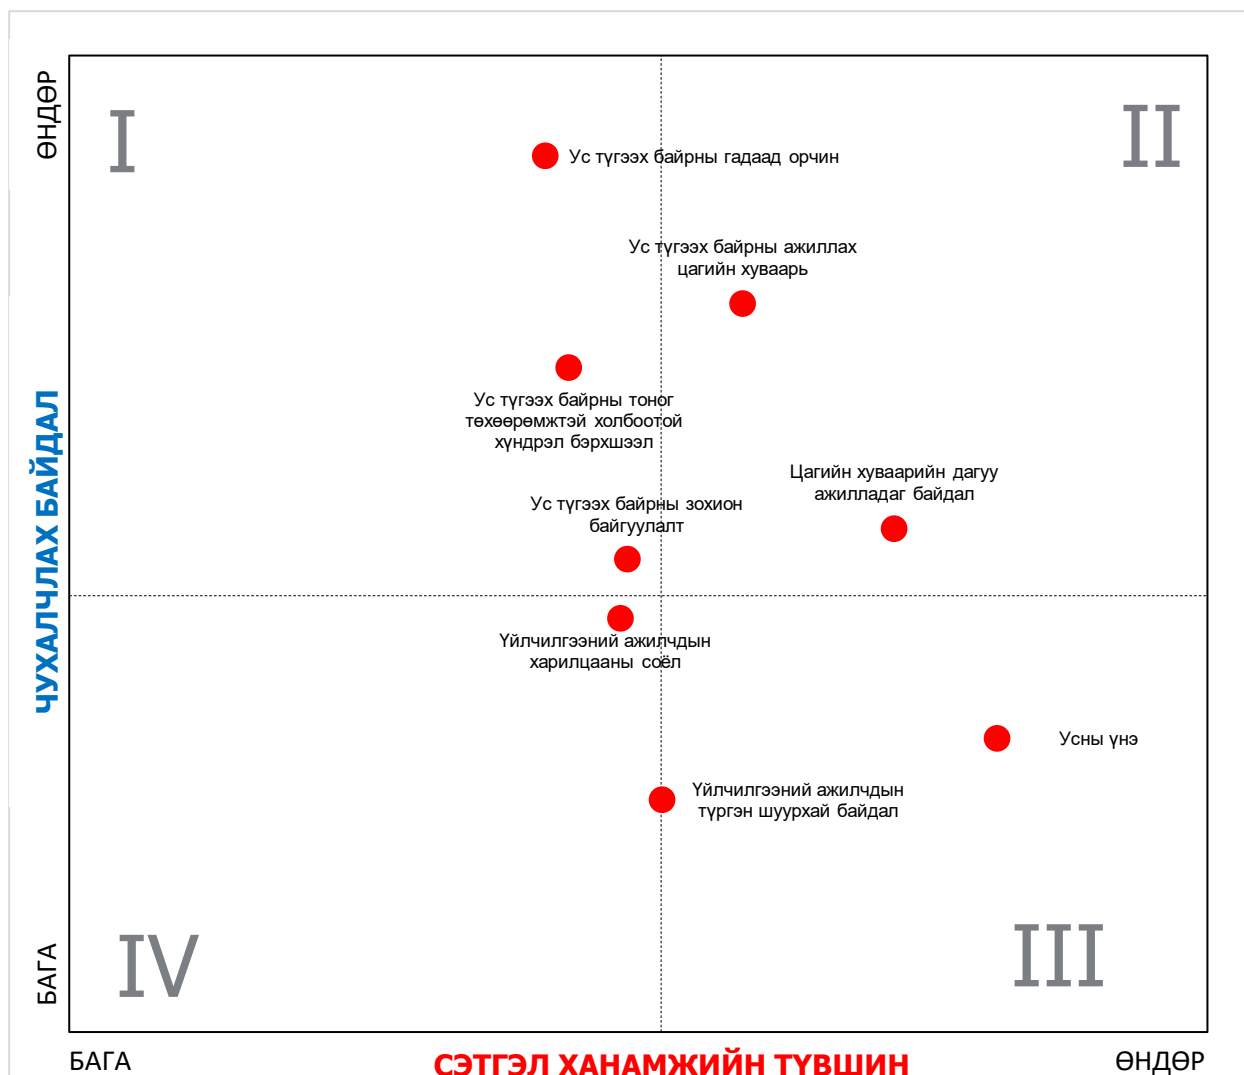 ӨНДӨР
I
II
Ус түгээх байрны гадаад орчин
Ус түгээх байрны ажиллах
цагийн хуваарь
Ус түгээх байрны тоног
төхөөрөмжтэй холбоотой
хүндрэл бэрхшээл
Цагийн хуваарийн дагуу
ажилладаг байдал
Ус түгээх байрны зохион
байгуулалт
ЧУХАЛЧЛАХ БАЙДАЛ
Үйлчилгээний ажилчдын
харилцааны соёл
Усны үнэ
Үйлчилгээний ажилчдын
түргэн шуурхай байдал
БАГА
IV
III
БАГА
СЭТГЭЛ ХАНАМЖИЙН ТҮВШИН
ӨНДӨР